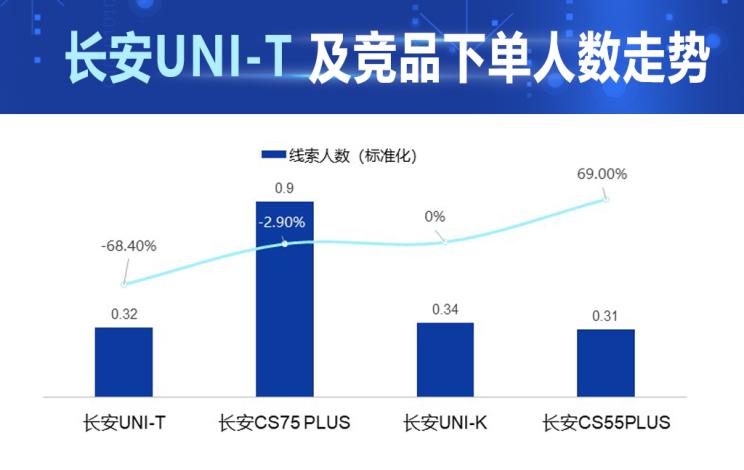 长安UNI-T 及竞品下单人数走势
线索人数（标准化）
0.9
69.00%
-2.90%
0%
-68.40%
0.32
0.34
0.31
长安UNI-T
长安CS75 PLUS
长安UNI-K
长安CS55PLUS